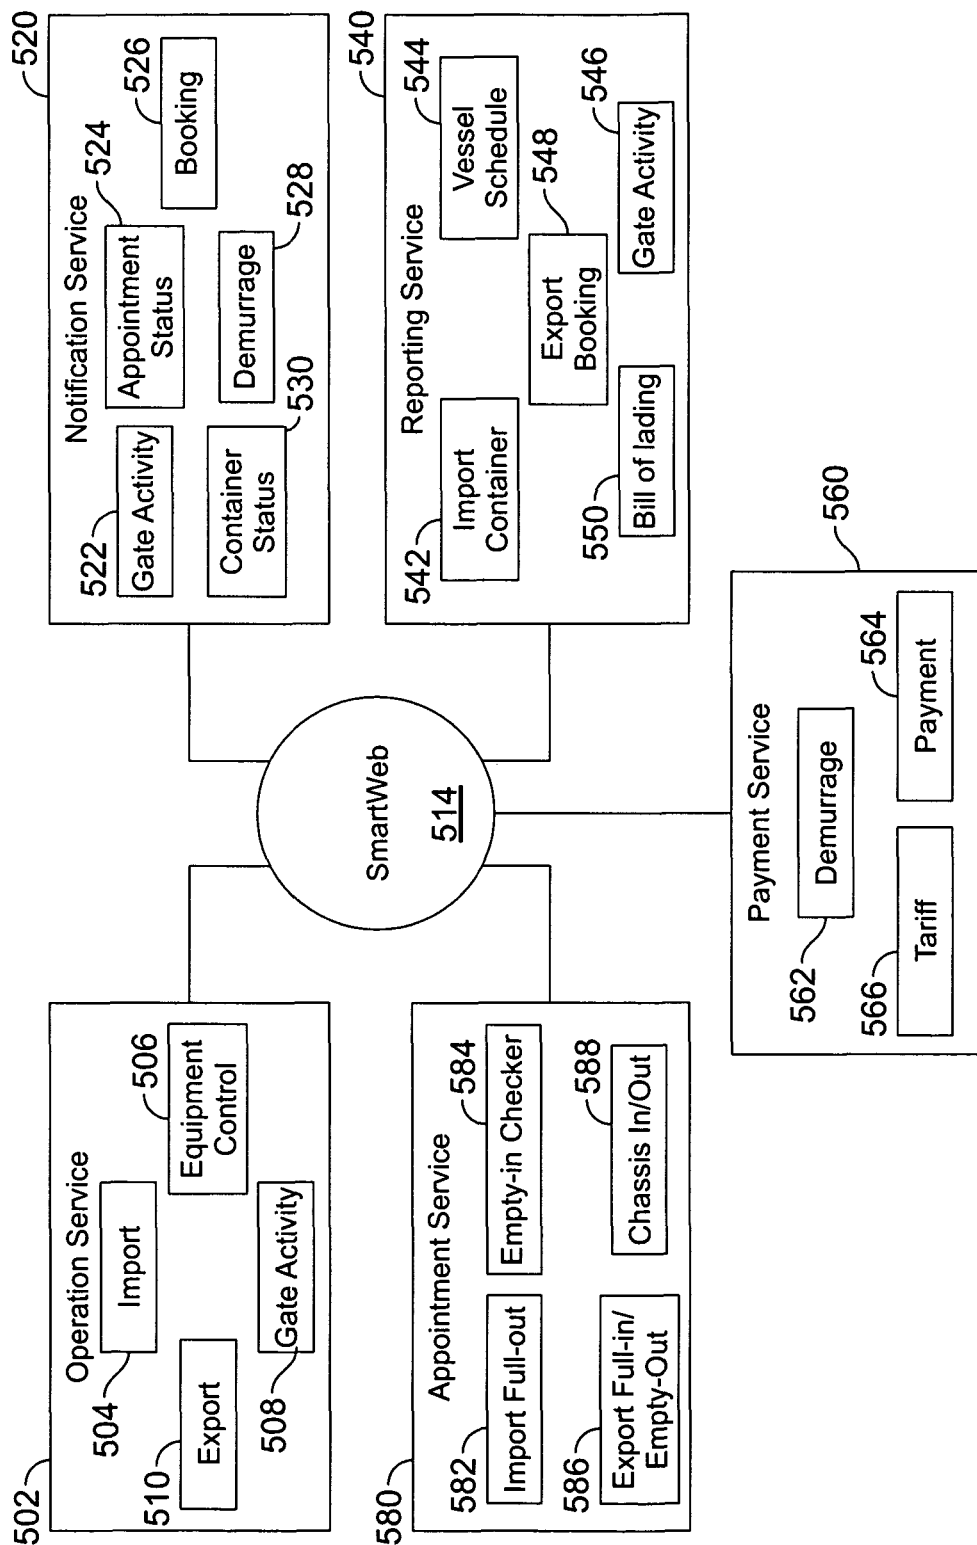 502
Operation Service
504
Import
506
Equipment
Control
510
Export
508
Gate Activity
520
Notification Service
522
Gate Activity
524
Appointment
Status
526
Booking
Container
Status
530
Demurrage
528
SmartWeb
514
580
Appointment Service
582
Import Full-out
584
Empty-in Checker
586
Export Full-in/
Empty-Out
588
Chassis In/Out
540
Reporting Service
542
Import
Container
544
Vessel
Schedule
548
Export
Booking
550
Bill of lading
546
Gate Activity
560
Payment Service
562
Demurrage
566
Tariff
564
Payment